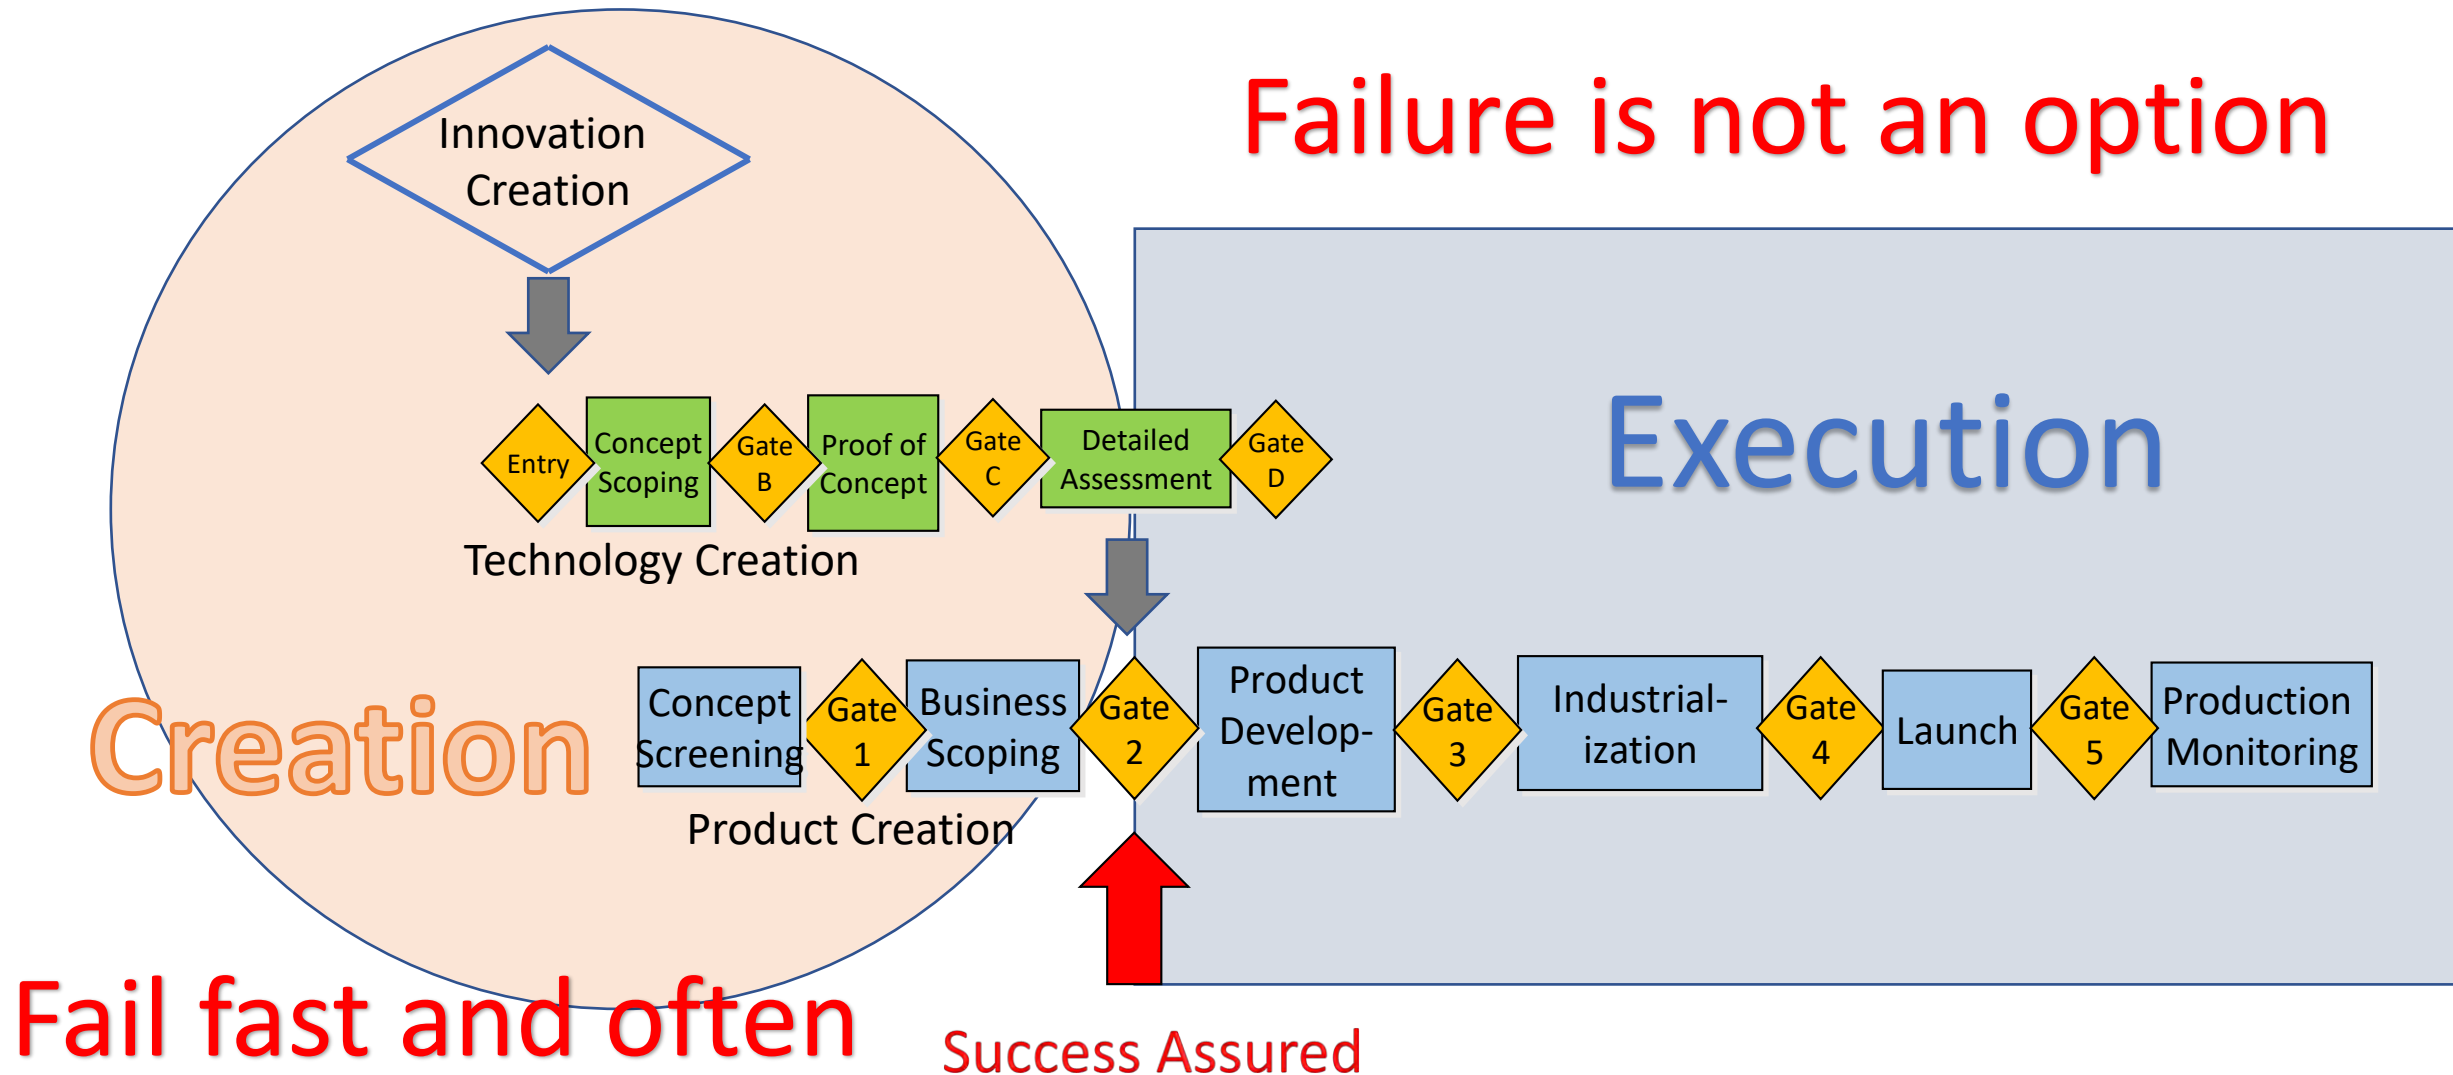 Innovation
Creation
Failure is not an option
Execution
Entry
Concept
Scoping
Gate
B
Proof of
Concept
Gate
C
Detailed
Assessment
Gate
D
Technology Creation
Creation
Concept
Screening
Gate
1
Business
Scoping
Gate
2
Product
Develop-
ment
Gate
3
Industrial-
ization
Gate
4
Launch
Gate
5
Production
Monitoring
Product Creation
Fail fast and often
Success Assured